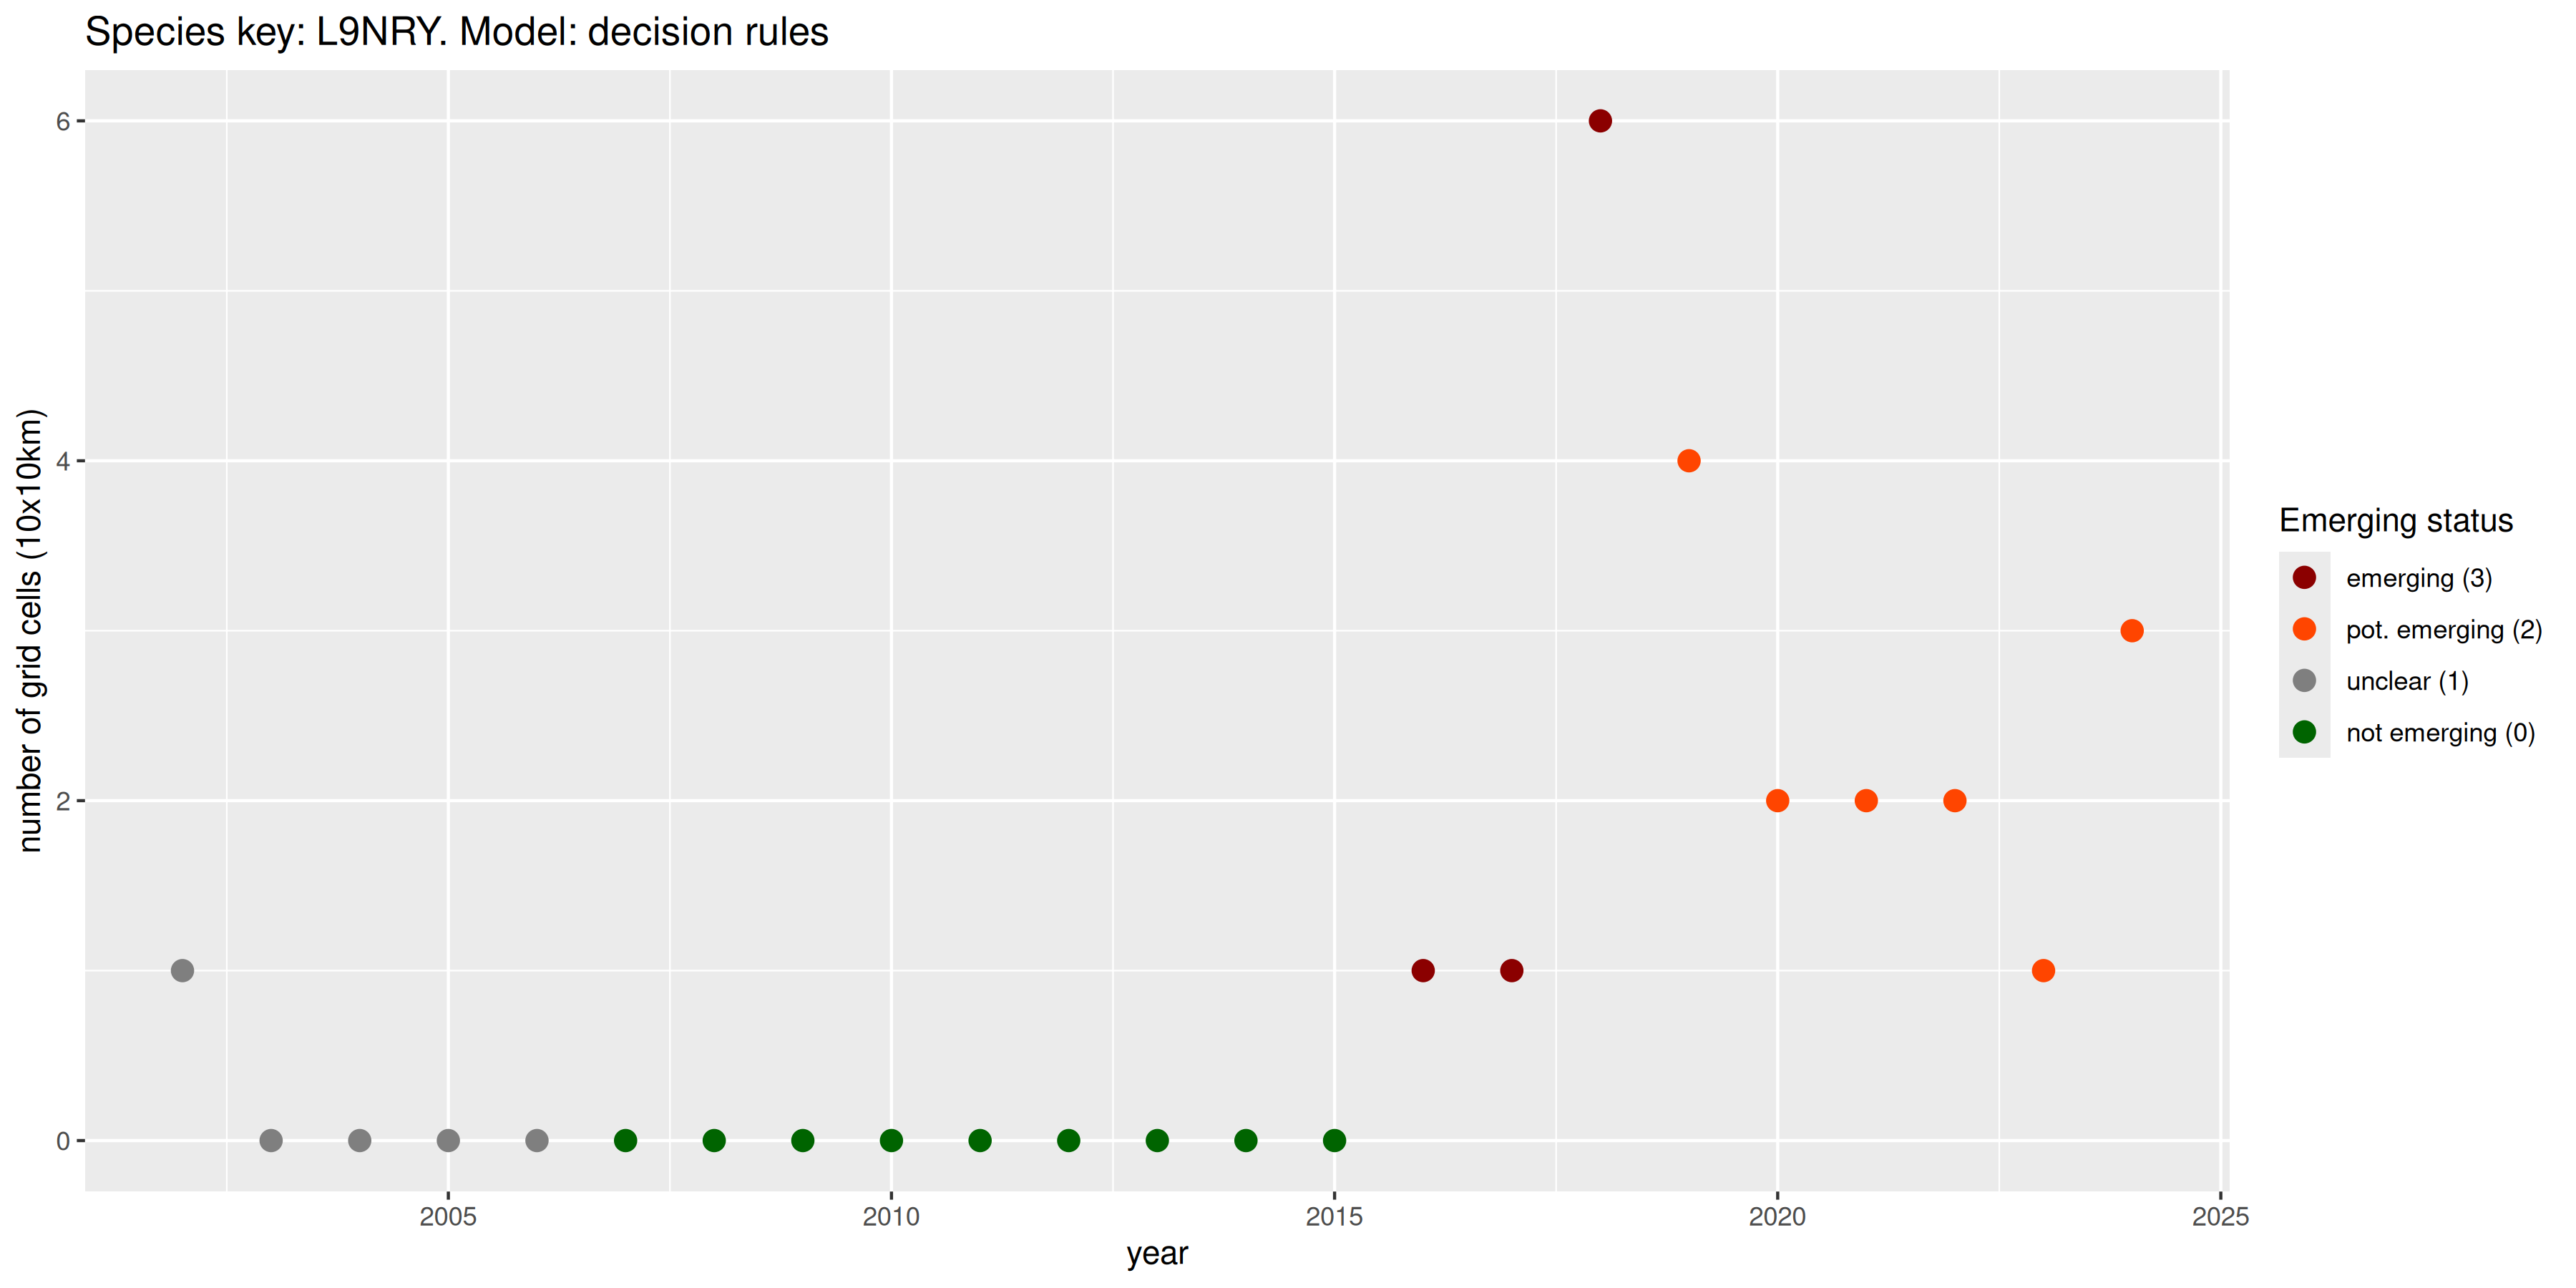 Species key: L9NRY. Model: decision rules
number of grid cells (10x10km)
6
4
2
0
2005
2010
2015
2020
2025
year
Emerging status
emerging (3)
pot. emerging (2)
unclear (1)
not emerging (0)